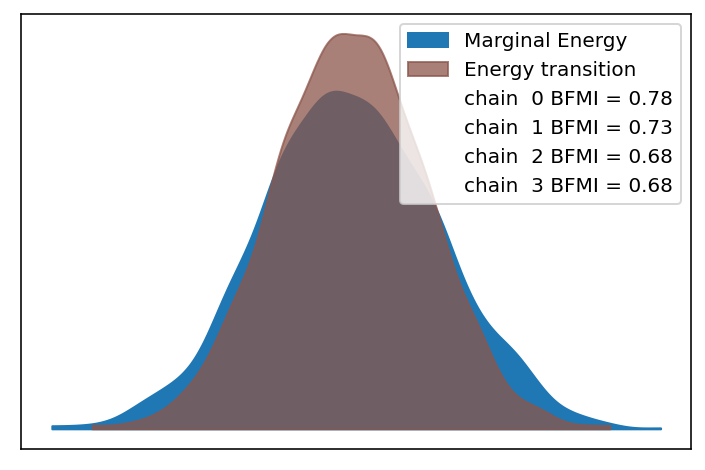 Marginal Energy
Energy transition
chain  0 BFMI = 0.78
chain  1 BFMI = 0.73
chain  2 BFMI = 0.68
chain  3 BFMI = 0.68